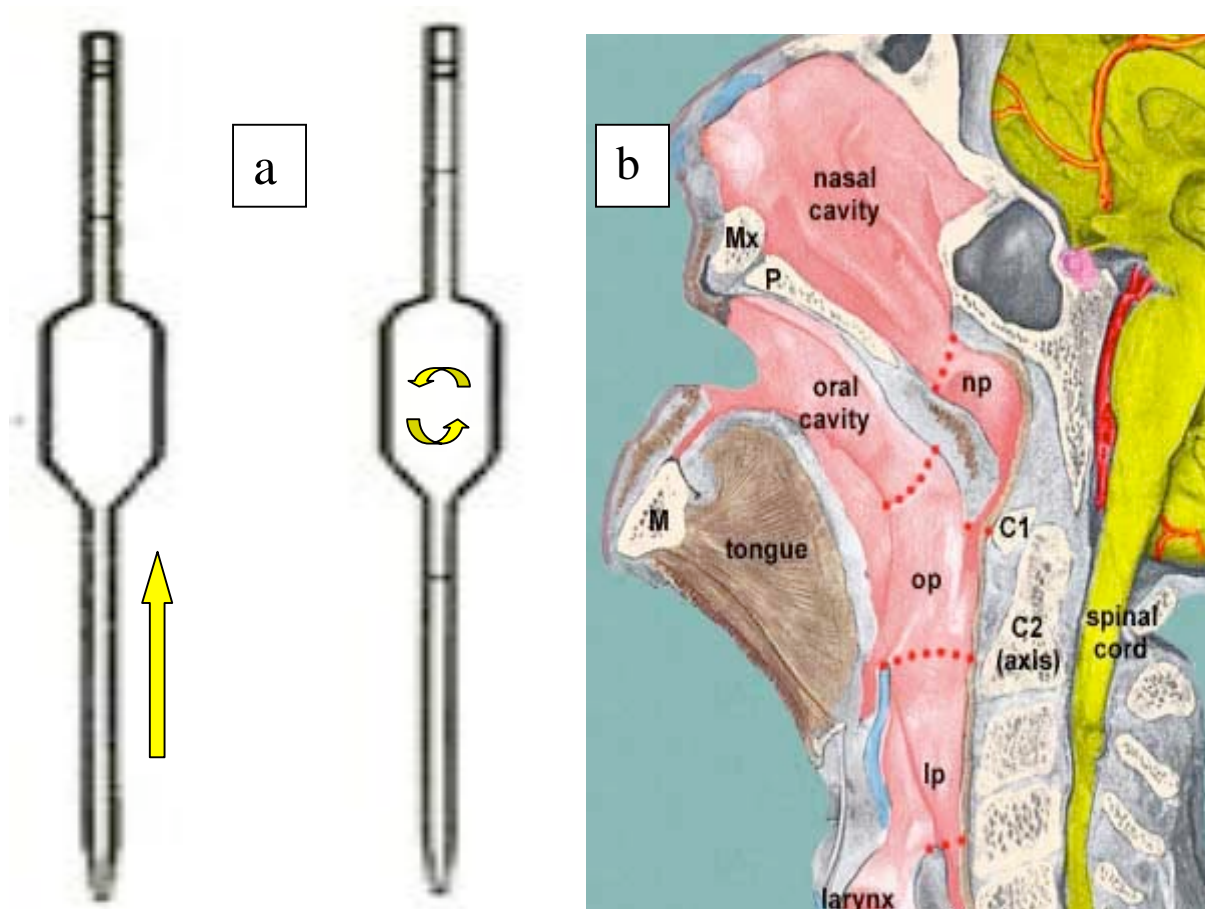 a
b
nasal
cavity
Mx
P
np
oral
cavity
C1
M
tongue
op
C2
(axis)
spinal
cord
lp
larynx